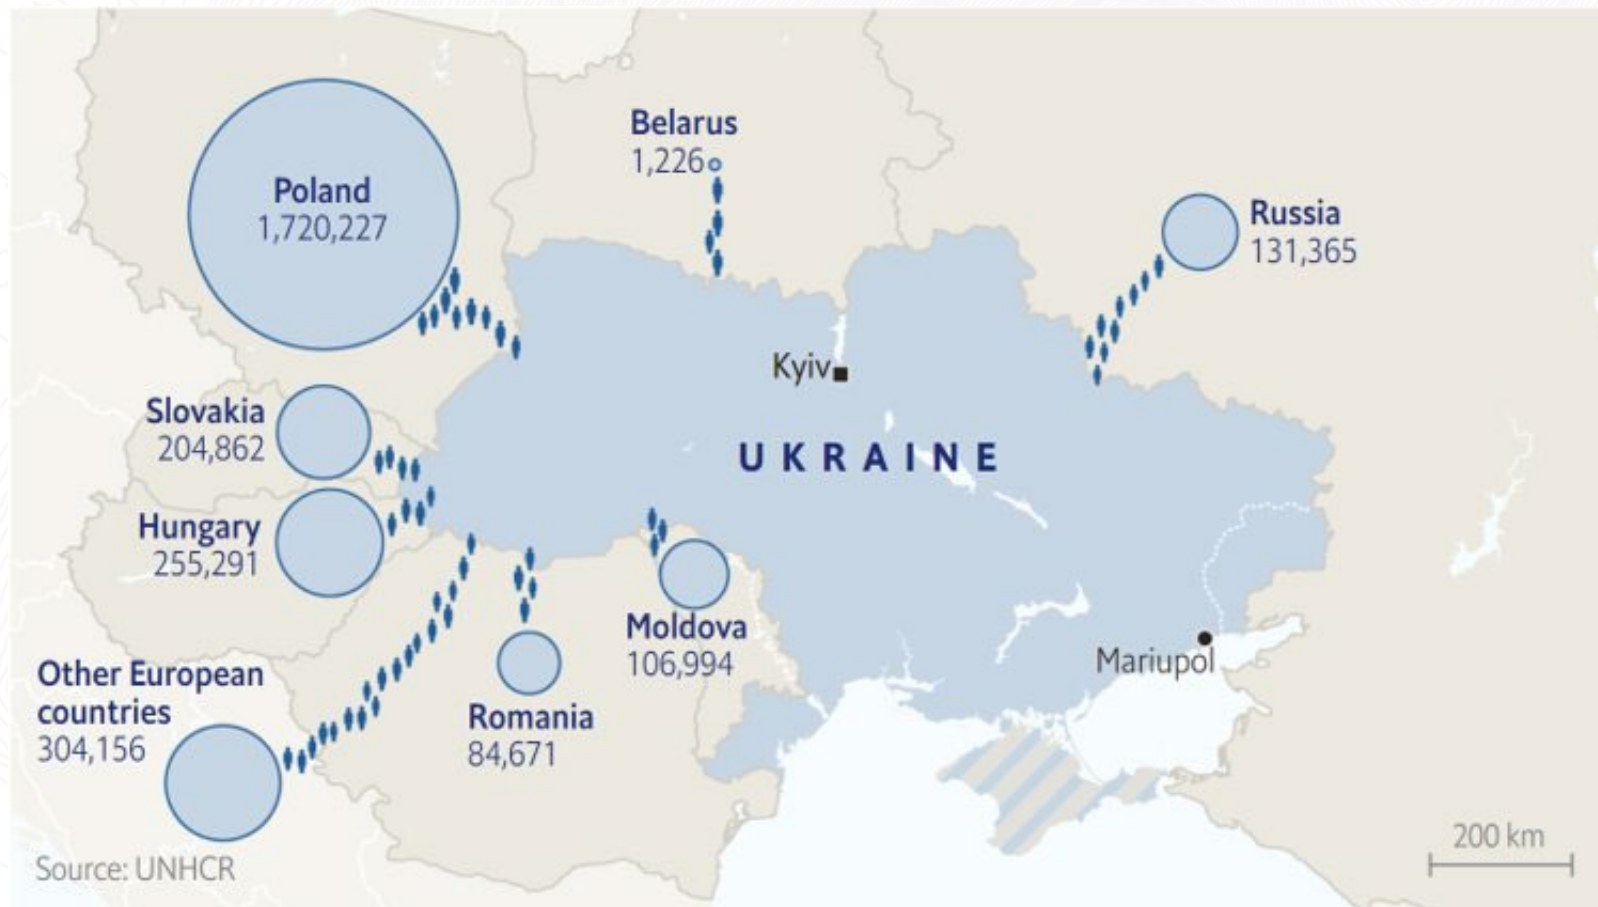 Belarus
1,226
Poland
1,720,227
Russia
131,365
Kyiv
Slovakia
204,862
UKRAINE
Hungary
255,291
Moldova
106,994
Mariupol
Other European
countries
304,156
Romania
84,671
200 km
Source: UNHCR